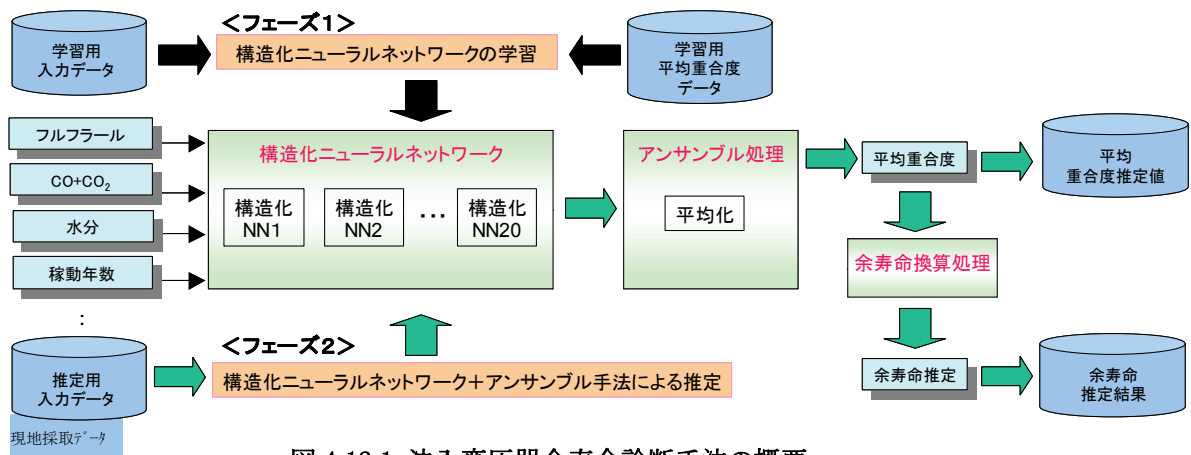 <フェーズ1>
学習用
入力データ
構造化ニューラルネットワークの学習
学習用
平均重合度
データ
フルフラール
CO+CO₂
水分
稼動年数
:
構造化ニューラルネットワーク
構造化
NN1
構造化
NN2
…
構造化
NN20
アンサンブル処理
平均化
平均重合度
平均
重合度推定値
余寿命換算処理
余寿命推定
余寿命
推定結果
<フェーズ2>
推定用
入力データ
構造化ニューラルネットワーク+アンサンブル手法による推定
現地採取データ